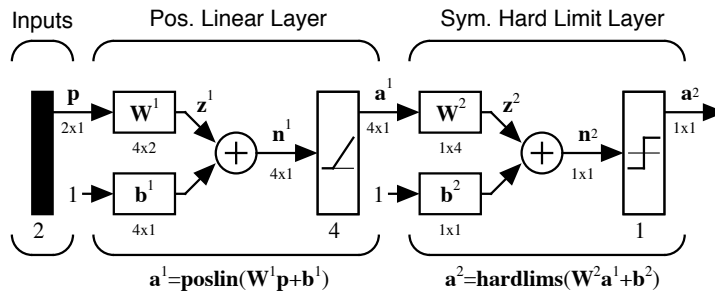 Inputs Pos. Linear Layer Sym. Hard Limit Layer
p a¹ a²
W¹ z¹ W² z²
n¹ n²
2x1 4x1 1x1
4x2 1x4
4x1 1x1
1 b¹ 1 b²
2 4x1 4 1x1 1
a¹=poslin(W¹p+b¹) a²=hardlims(W²a¹+b²)